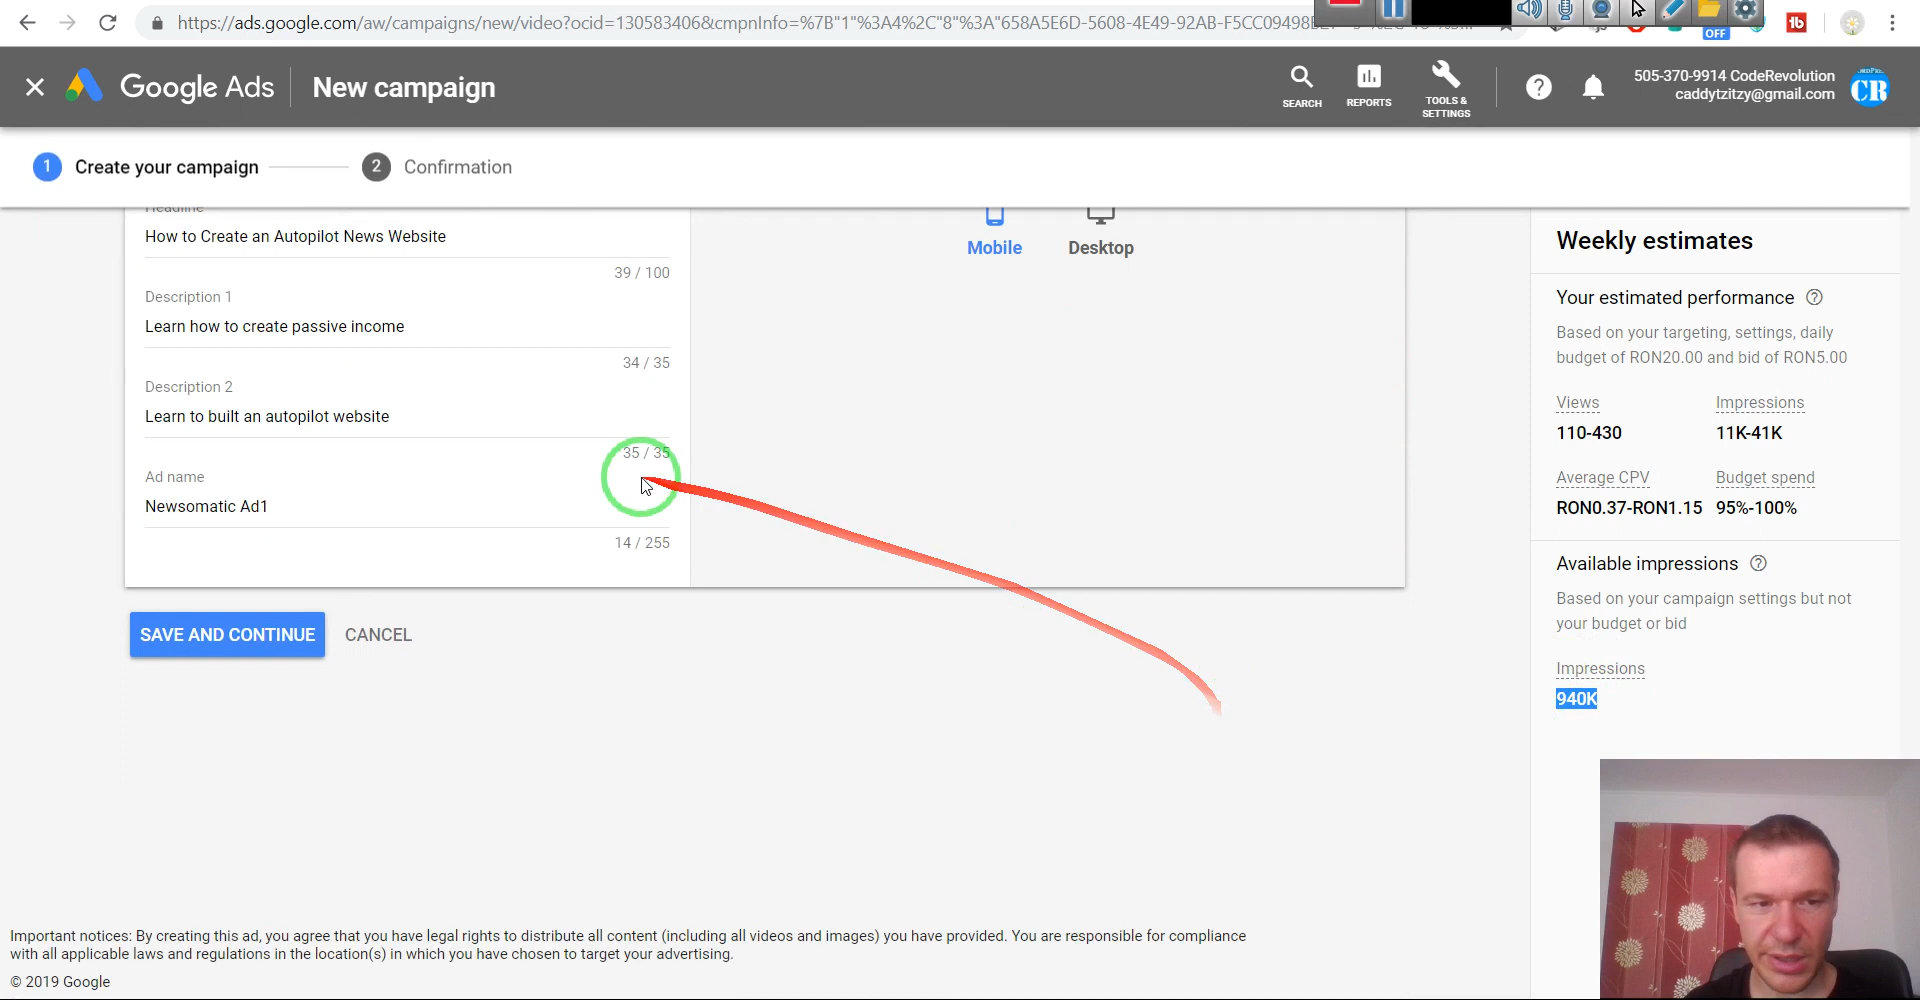 https://ads.google.com/aw/campaigns/new/video?ocid=130583406&cmpnInfo=%7B"1"%3A4%2C"8"%3A"658A5E6D-5608-4E49-92AB-F5CC09498
OFF
Google Ads
New campaign
SEARCH
REPORTS
TOOLS &
SETTINGS
505-370-9914 CodeRevolution
caddytzitzy@gmail.com
CR
1
Create your campaign
2
Confirmation
Headline
How to Create an Autopilot News Website
39 / 100
Description 1
Learn how to create passive income
34 / 35
Description 2
Learn to built an autopilot website
35 / 35
Ad name
Newsomatic Ad1
14 / 255
SAVE AND CONTINUE
CANCEL
Mobile
Desktop
Weekly estimates
Your estimated performance
Based on your targeting, settings, daily
budget of RON20.00 and bid of RON5.00
Views
Impressions
110-430
11K-41K
Average CPV
Budget spend
RON0.37-RON1.15
95%-100%
Available impressions
Based on your campaign settings but not
your budget or bid
Impressions
940K
Important notices: By creating this ad, you agree that you have legal rights to distribute all content (including all videos and images) you have provided. You are responsible for compliance
with all applicable laws and regulations in the location(s) in which you have chosen to target your advertising.
© 2019 Google